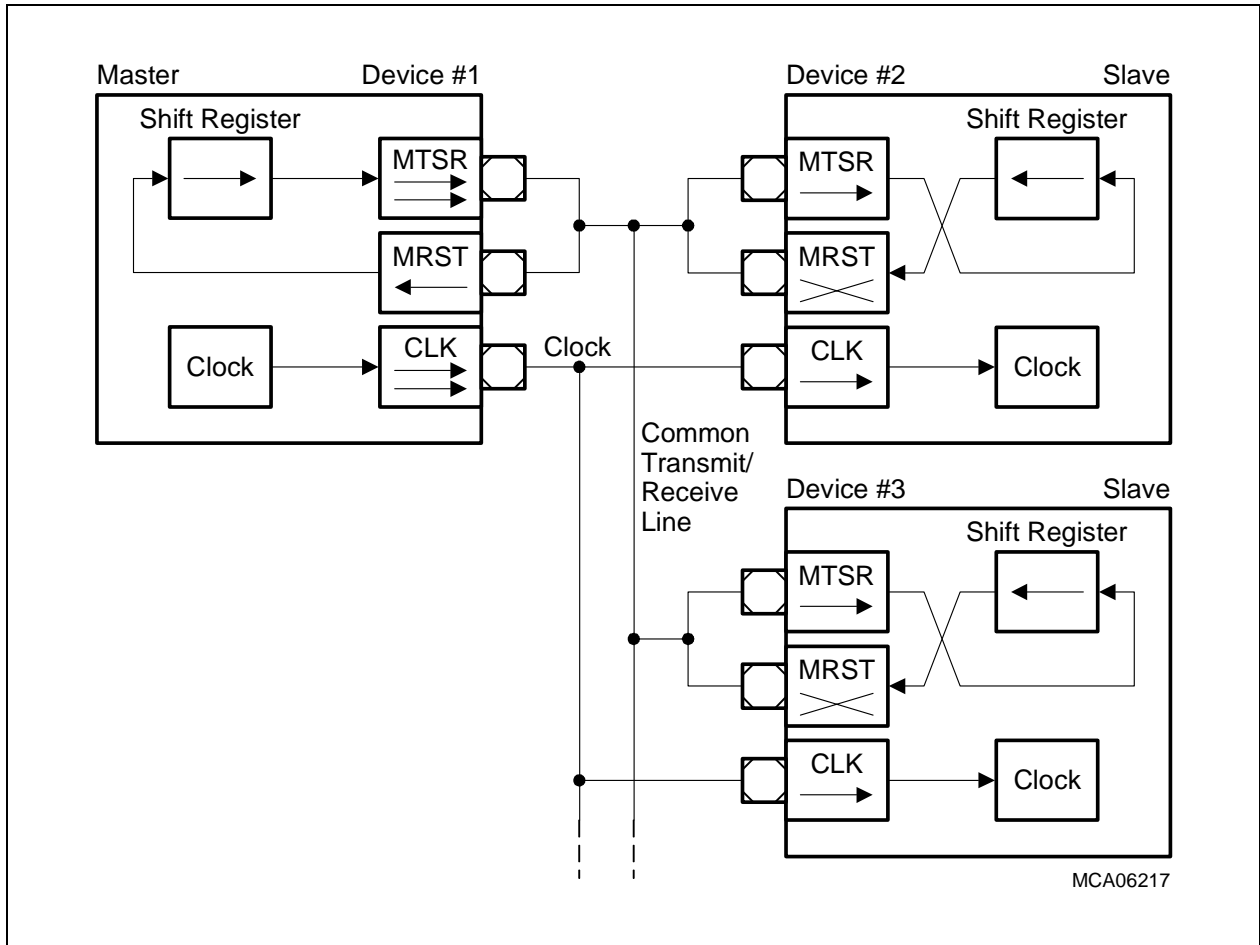 Master Device #1
Shift Register
MTSR
MRST
Clock
CLK
Clock
Common
Transmit/
Receive
Line
Device #2 Slave
Shift Register
MTSR
MRST
CLK
Clock
Device #3 Slave
Shift Register
MTSR
MRST
CLK
Clock
MCA06217